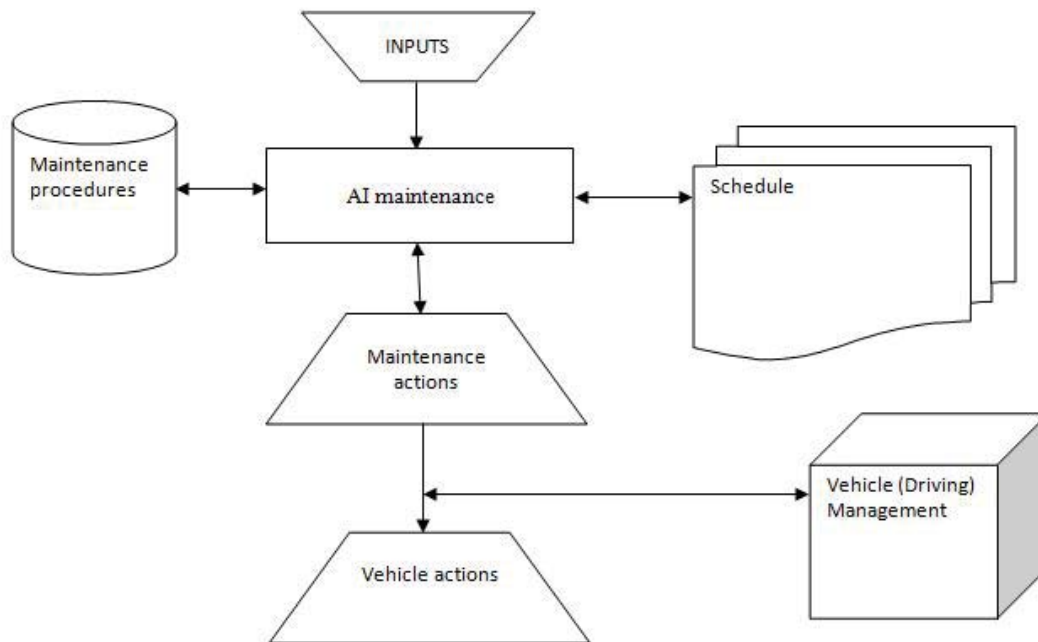 INPUTS
Maintenance
procedures
AI maintenance
Schedule
Maintenance
actions
Vehicle (Driving)
Management
Vehicle actions